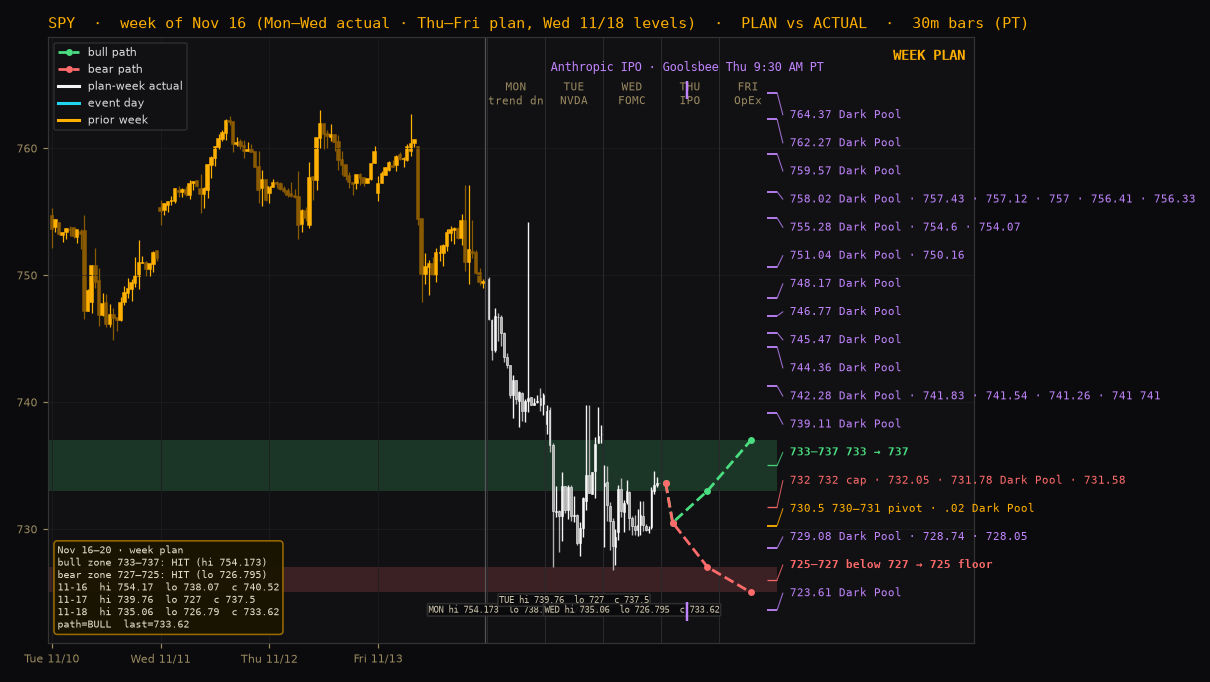 SPY · week of Nov 16 (Mon–Wed actual · Thu–Fri plan, Wed 11/18 levels) · PLAN vs ACTUAL · 30m bars (PT)
bull path
bear path
plan-week actual
event day
prior week
WEEK PLAN
Anthropic IPO · Goolsbee Thu 9:30 AM PT
MON
trend dn
TUE
NVDA
WED
FOMC
THU
IPO
FRI
OpEx
760
750
740
730
764.37 Dark Pool
762.27 Dark Pool
759.57 Dark Pool
758.02 Dark Pool · 757.43 · 757.12 · 757 · 756.41 · 756.33
755.28 Dark Pool · 754.6 · 754.07
751.04 Dark Pool · 750.16
748.17 Dark Pool
746.77 Dark Pool
745.47 Dark Pool
744.36 Dark Pool
742.28 Dark Pool · 741.83 · 741.54 · 741.26 · 741 741
739.11 Dark Pool
733–737 733 → 737
732 732 cap · 732.05 · 731.78 Dark Pool · 731.58
730.5 730–731 pivot · .02 Dark Pool
729.08 Dark Pool · 728.74 · 728.05
725–727 below 727 → 725 floor
723.61 Dark Pool
Nov 16–20 · week plan
bull zone 733–737: HIT (hi 754.173)
bear zone 727–725: HIT (lo 726.795)
11-16 hi 754.17 lo 738.07 c 740.52
11-17 hi 739.76 lo 727 c 737.5
11-18 hi 735.06 lo 726.79 c 733.62
path=BULL last=733.62
TUE hi 739.76 lo 727 c 737.5
MON hi 754.173 lo 738.
WED hi 735.06 lo 726.795 c 733.62
Tue 11/10
Wed 11/11
Thu 11/12
Fri 11/13